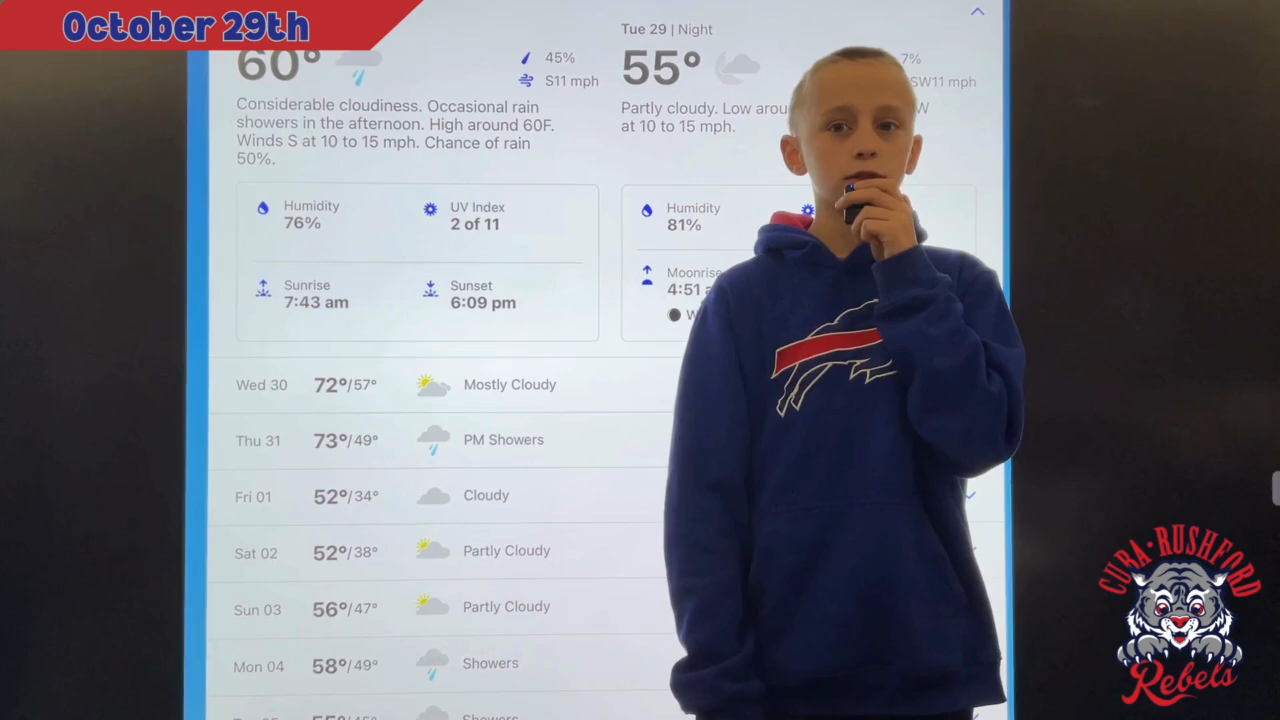 October 29th
60°
45%
S11 mph
Considerable cloudiness. Occasional rain
showers in the afternoon. High around 60F.
Winds S at 10 to 15 mph. Chance of rain
50%.
Humidity
76%
UV Index
2 of 11
Sunrise
7:43 am
Sunset
6:09 pm
Tue 29 | Night
55°
7%
SW11 mph
Partly cloudy. Low
at 10 to 15 mph.
Humidity
81%
Moonrise
4:51
Wed 30 72°/57° Mostly Cloudy
Thu 31 73°/49° PM Showers
Fri 01 52°/34° Cloudy
Sat 02 52°/38° Partly Cloudy
Sun 03 56°/47° Partly Cloudy
Mon 04 58°/49° Showers
Showers
CUBA·RUSHFORD
Rebels